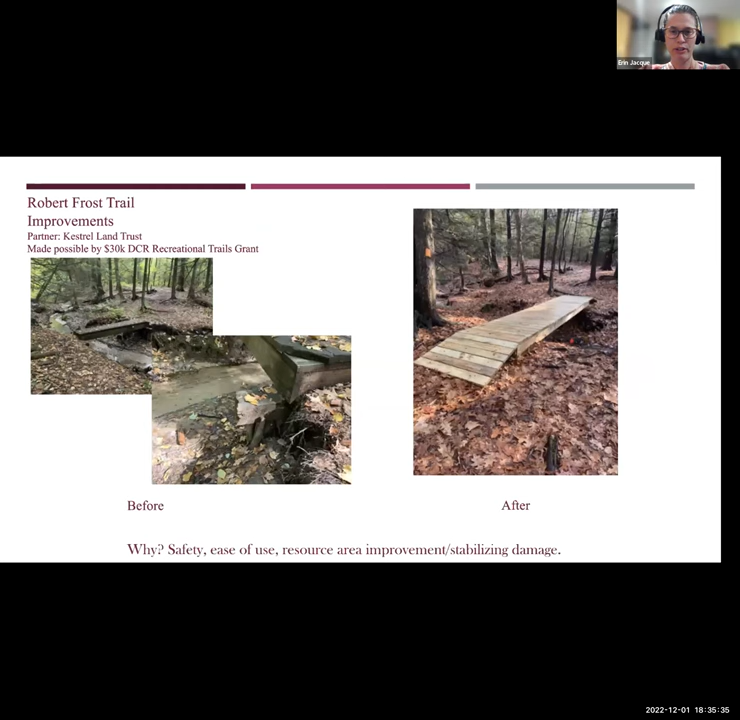 Erin Jacque
Robert Frost Trail
Improvements
Partner: Kestrel Land Trust
Made possible by $30k DCR Recreational Trails Grant
Before
After
Why? Safety, ease of use, resource area improvement/stabilizing damage.
2022-12-01 18:35:35